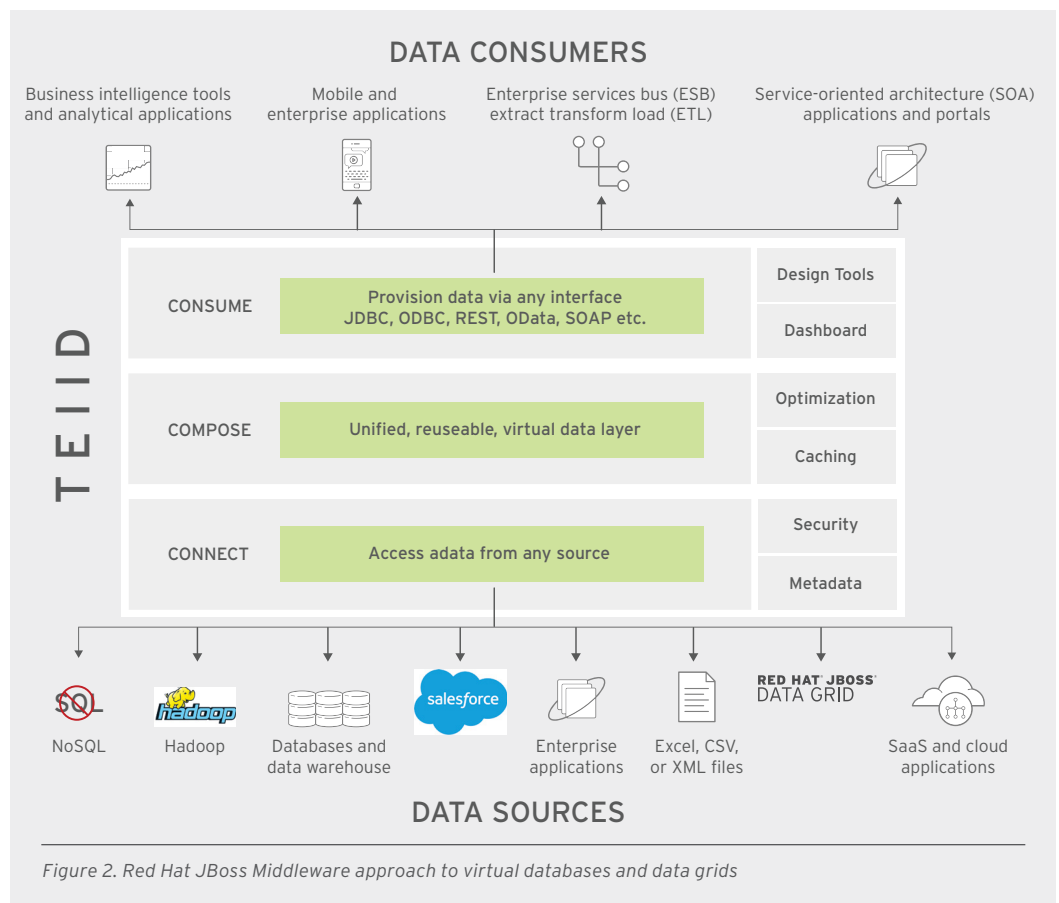 DATA CONSUMERS
Business intelligence tools
and analytical applications
Mobile and
enterprise applications
Enterprise services bus (ESB)
extract transform load (ETL)
Service-oriented architecture (SOA)
applications and portals
TEIID
CONSUME
Provision data via any interface
JDBC, ODBC, REST, OData, SOAP etc.
Design Tools
Dashboard
COMPOSE
Unified, reuseable, virtual data layer
Optimization
Caching
CONNECT
Access adata from any source
Security
Metadata
SQL
NoSQL
hadoop
Hadoop
Databases and
data warehouse
salesforce
Enterprise
applications
Excel, CSV,
or XML files
RED HAT® JBOSS®
DATA GRID
SaaS and cloud
applications
DATA SOURCES
Figure 2. Red Hat JBoss Middleware approach to virtual databases and data grids